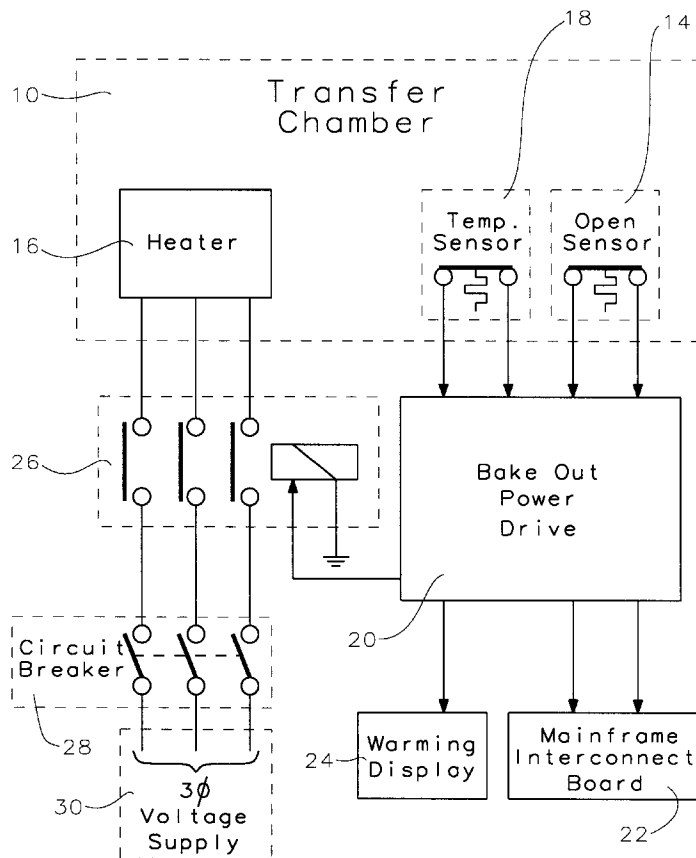 18
14
10
Transfer
Chamber
Temp.
Sensor
Open
Sensor
16
Heater
26
Bake Out
Power
Drive
20
Circuit
Breaker
28
3ϕ
30
Voltage
Supply
24
Warming
Display
Mainframe
Interconnect
Board
22